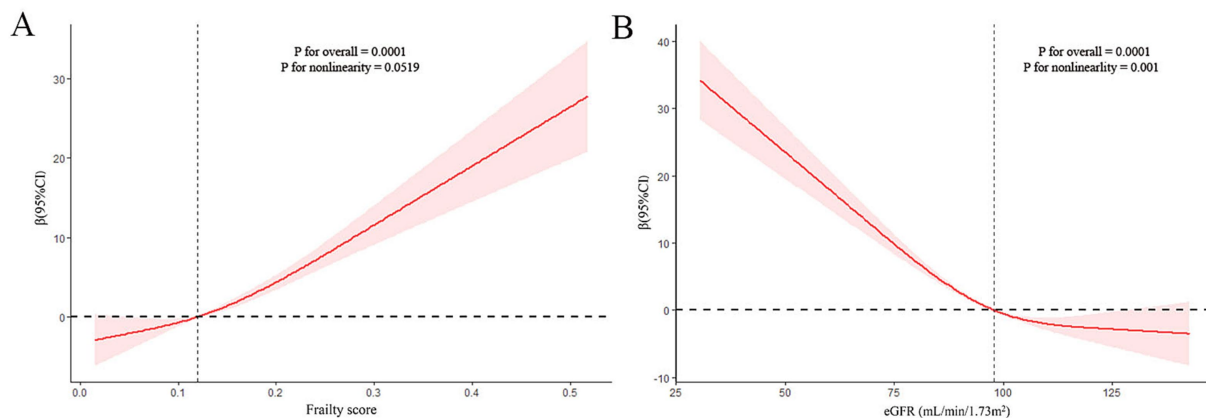 A
P for overall = 0.0001
P for nonlinearity = 0.0519
β(95%CI)
30
20
10
0
0.0 0.1 0.2 0.3 0.4 0.5
Frailty score
B
P for overall = 0.0001
P for nonlinearlity = 0.001
β(95%CI)
40
30
20
10
0
-10
25 50 75 100 125
eGFR (mL/min/1.73m²)